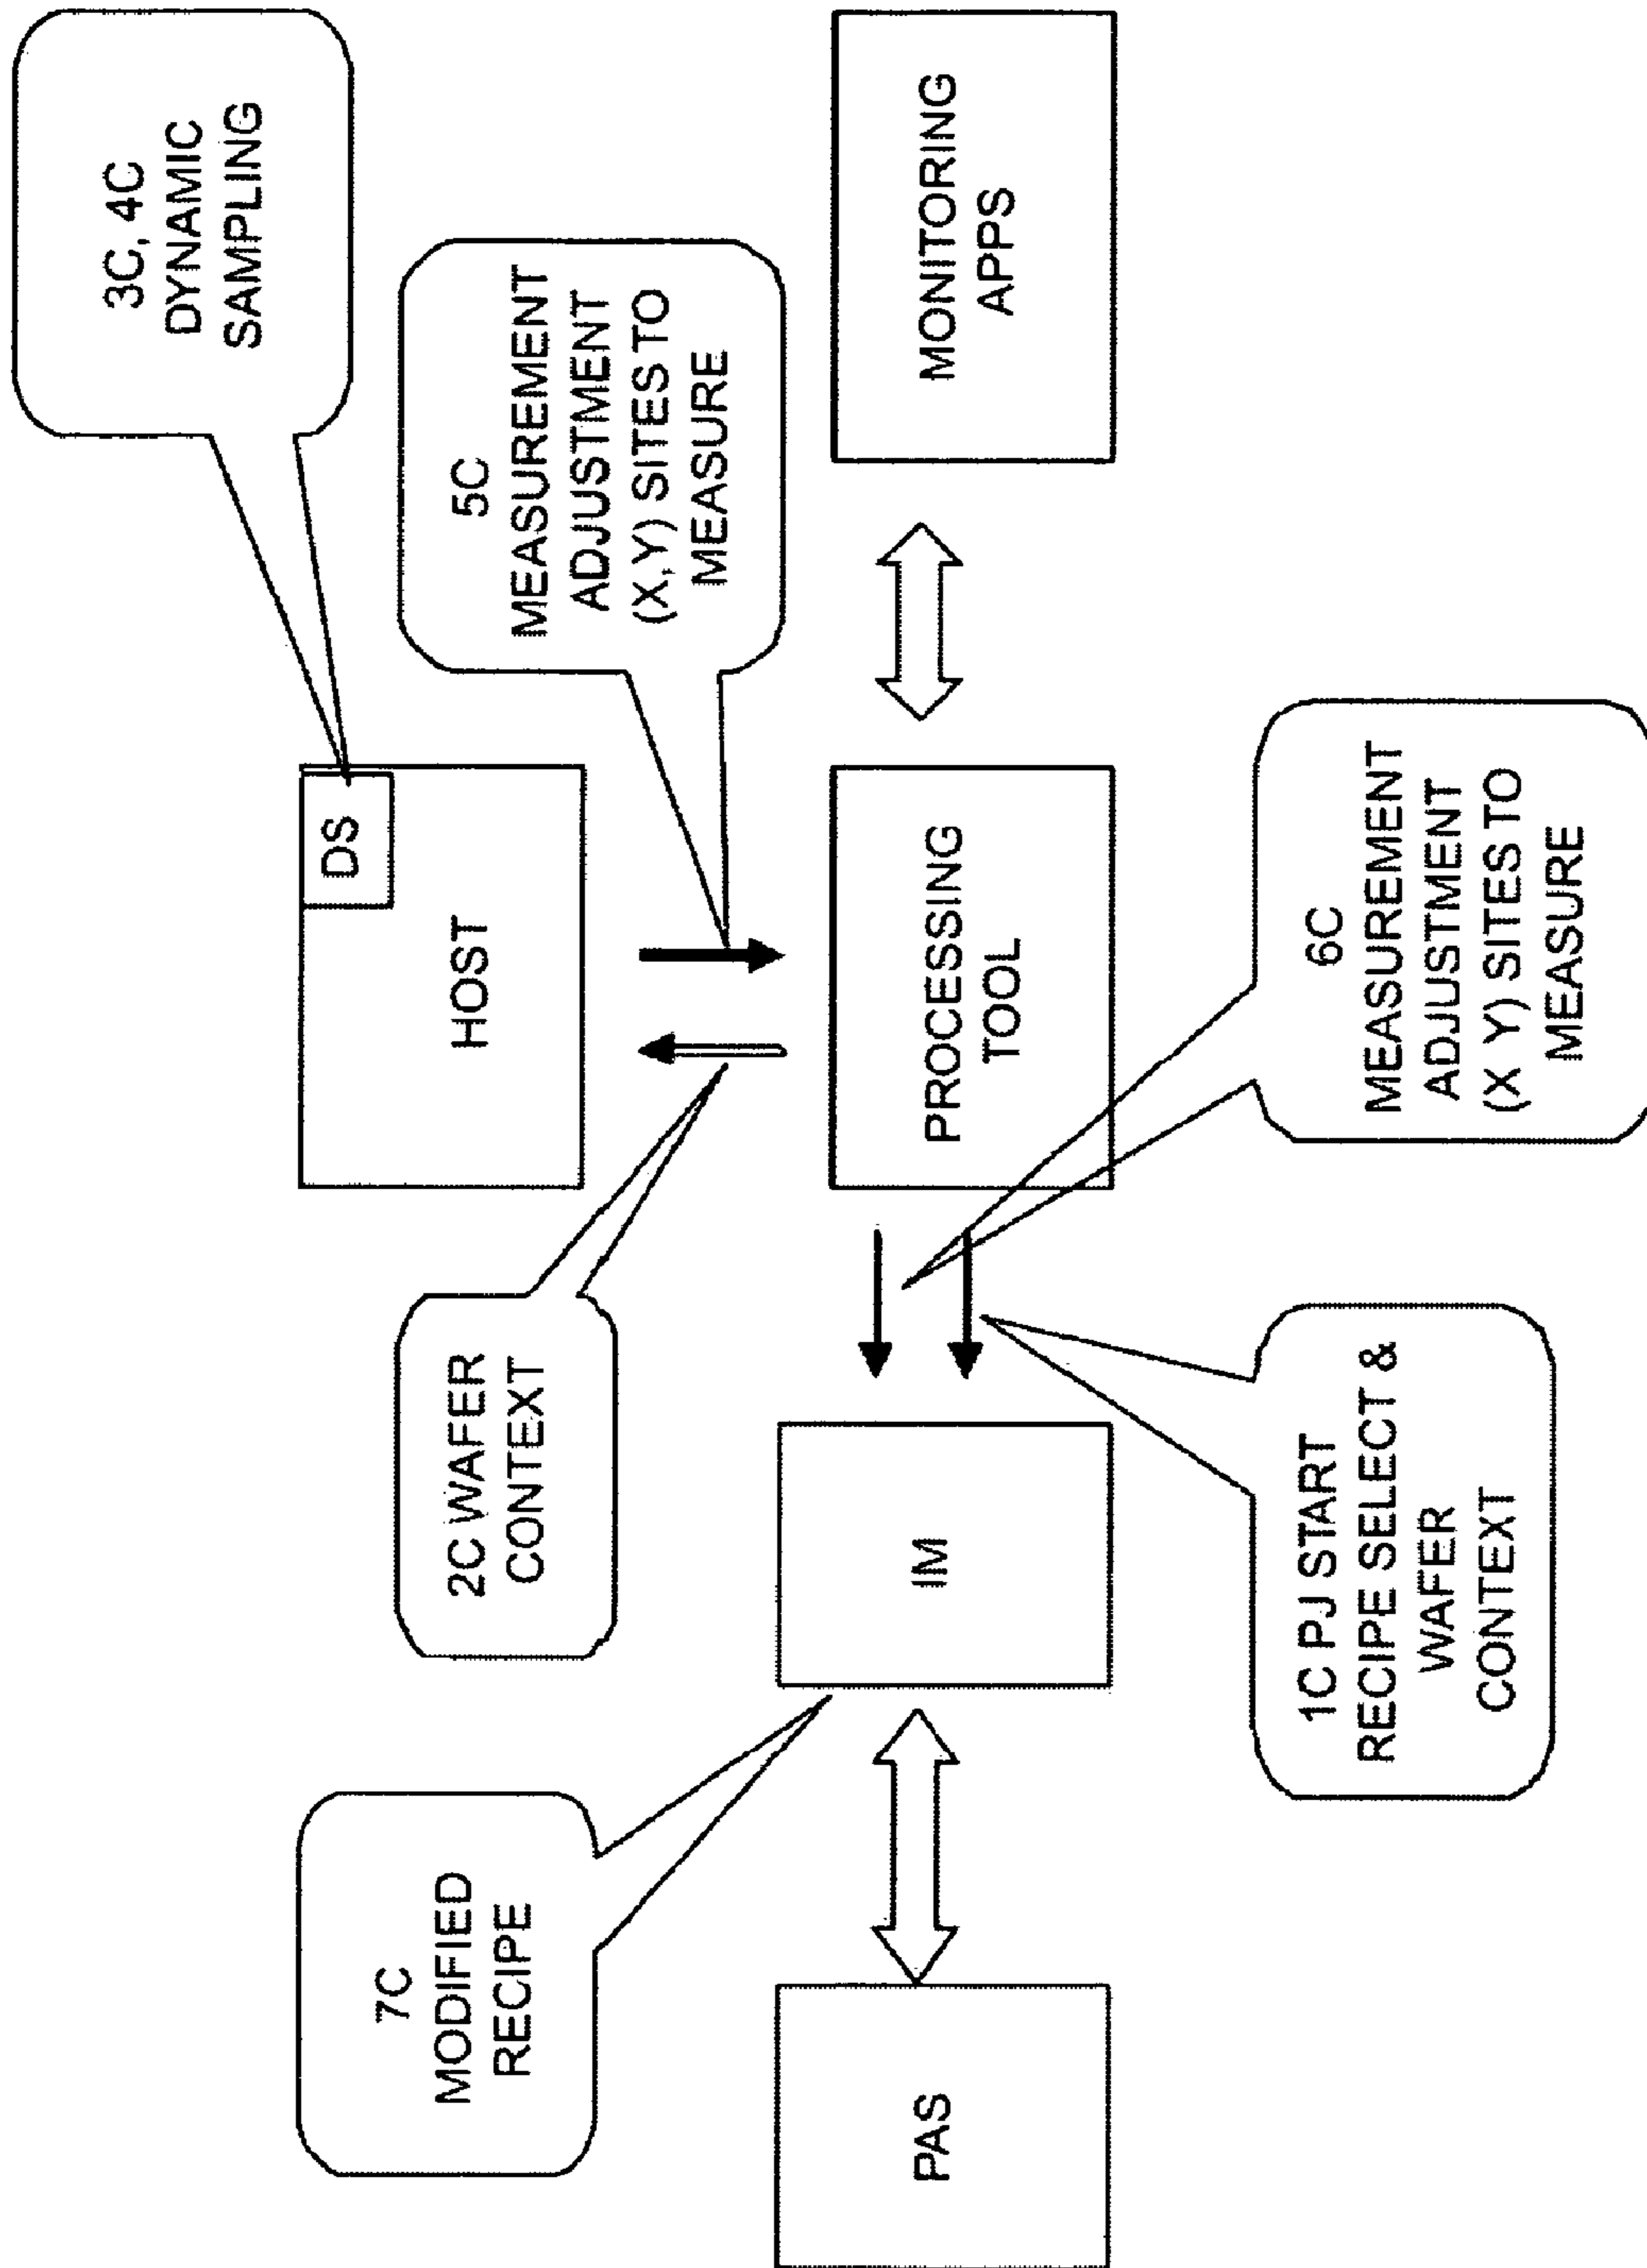 7C
MODIFIED
RECIPE
2C WAFER
CONTEXT
HOST
DS
3C, 4C
DYNAMIC
SAMPLING
5C
MEASUREMENT
ADJUSTMENT
(X,Y) SITES TO
MEASURE
PAS
IM
PROCESSING
TOOL
MONITORING
APPS
1C PJ START
RECIPE SELECT &
WAFER
CONTEXT
6C
MEASUREMENT
ADJUSTMENT
(X Y) SITES TO
MEASURE